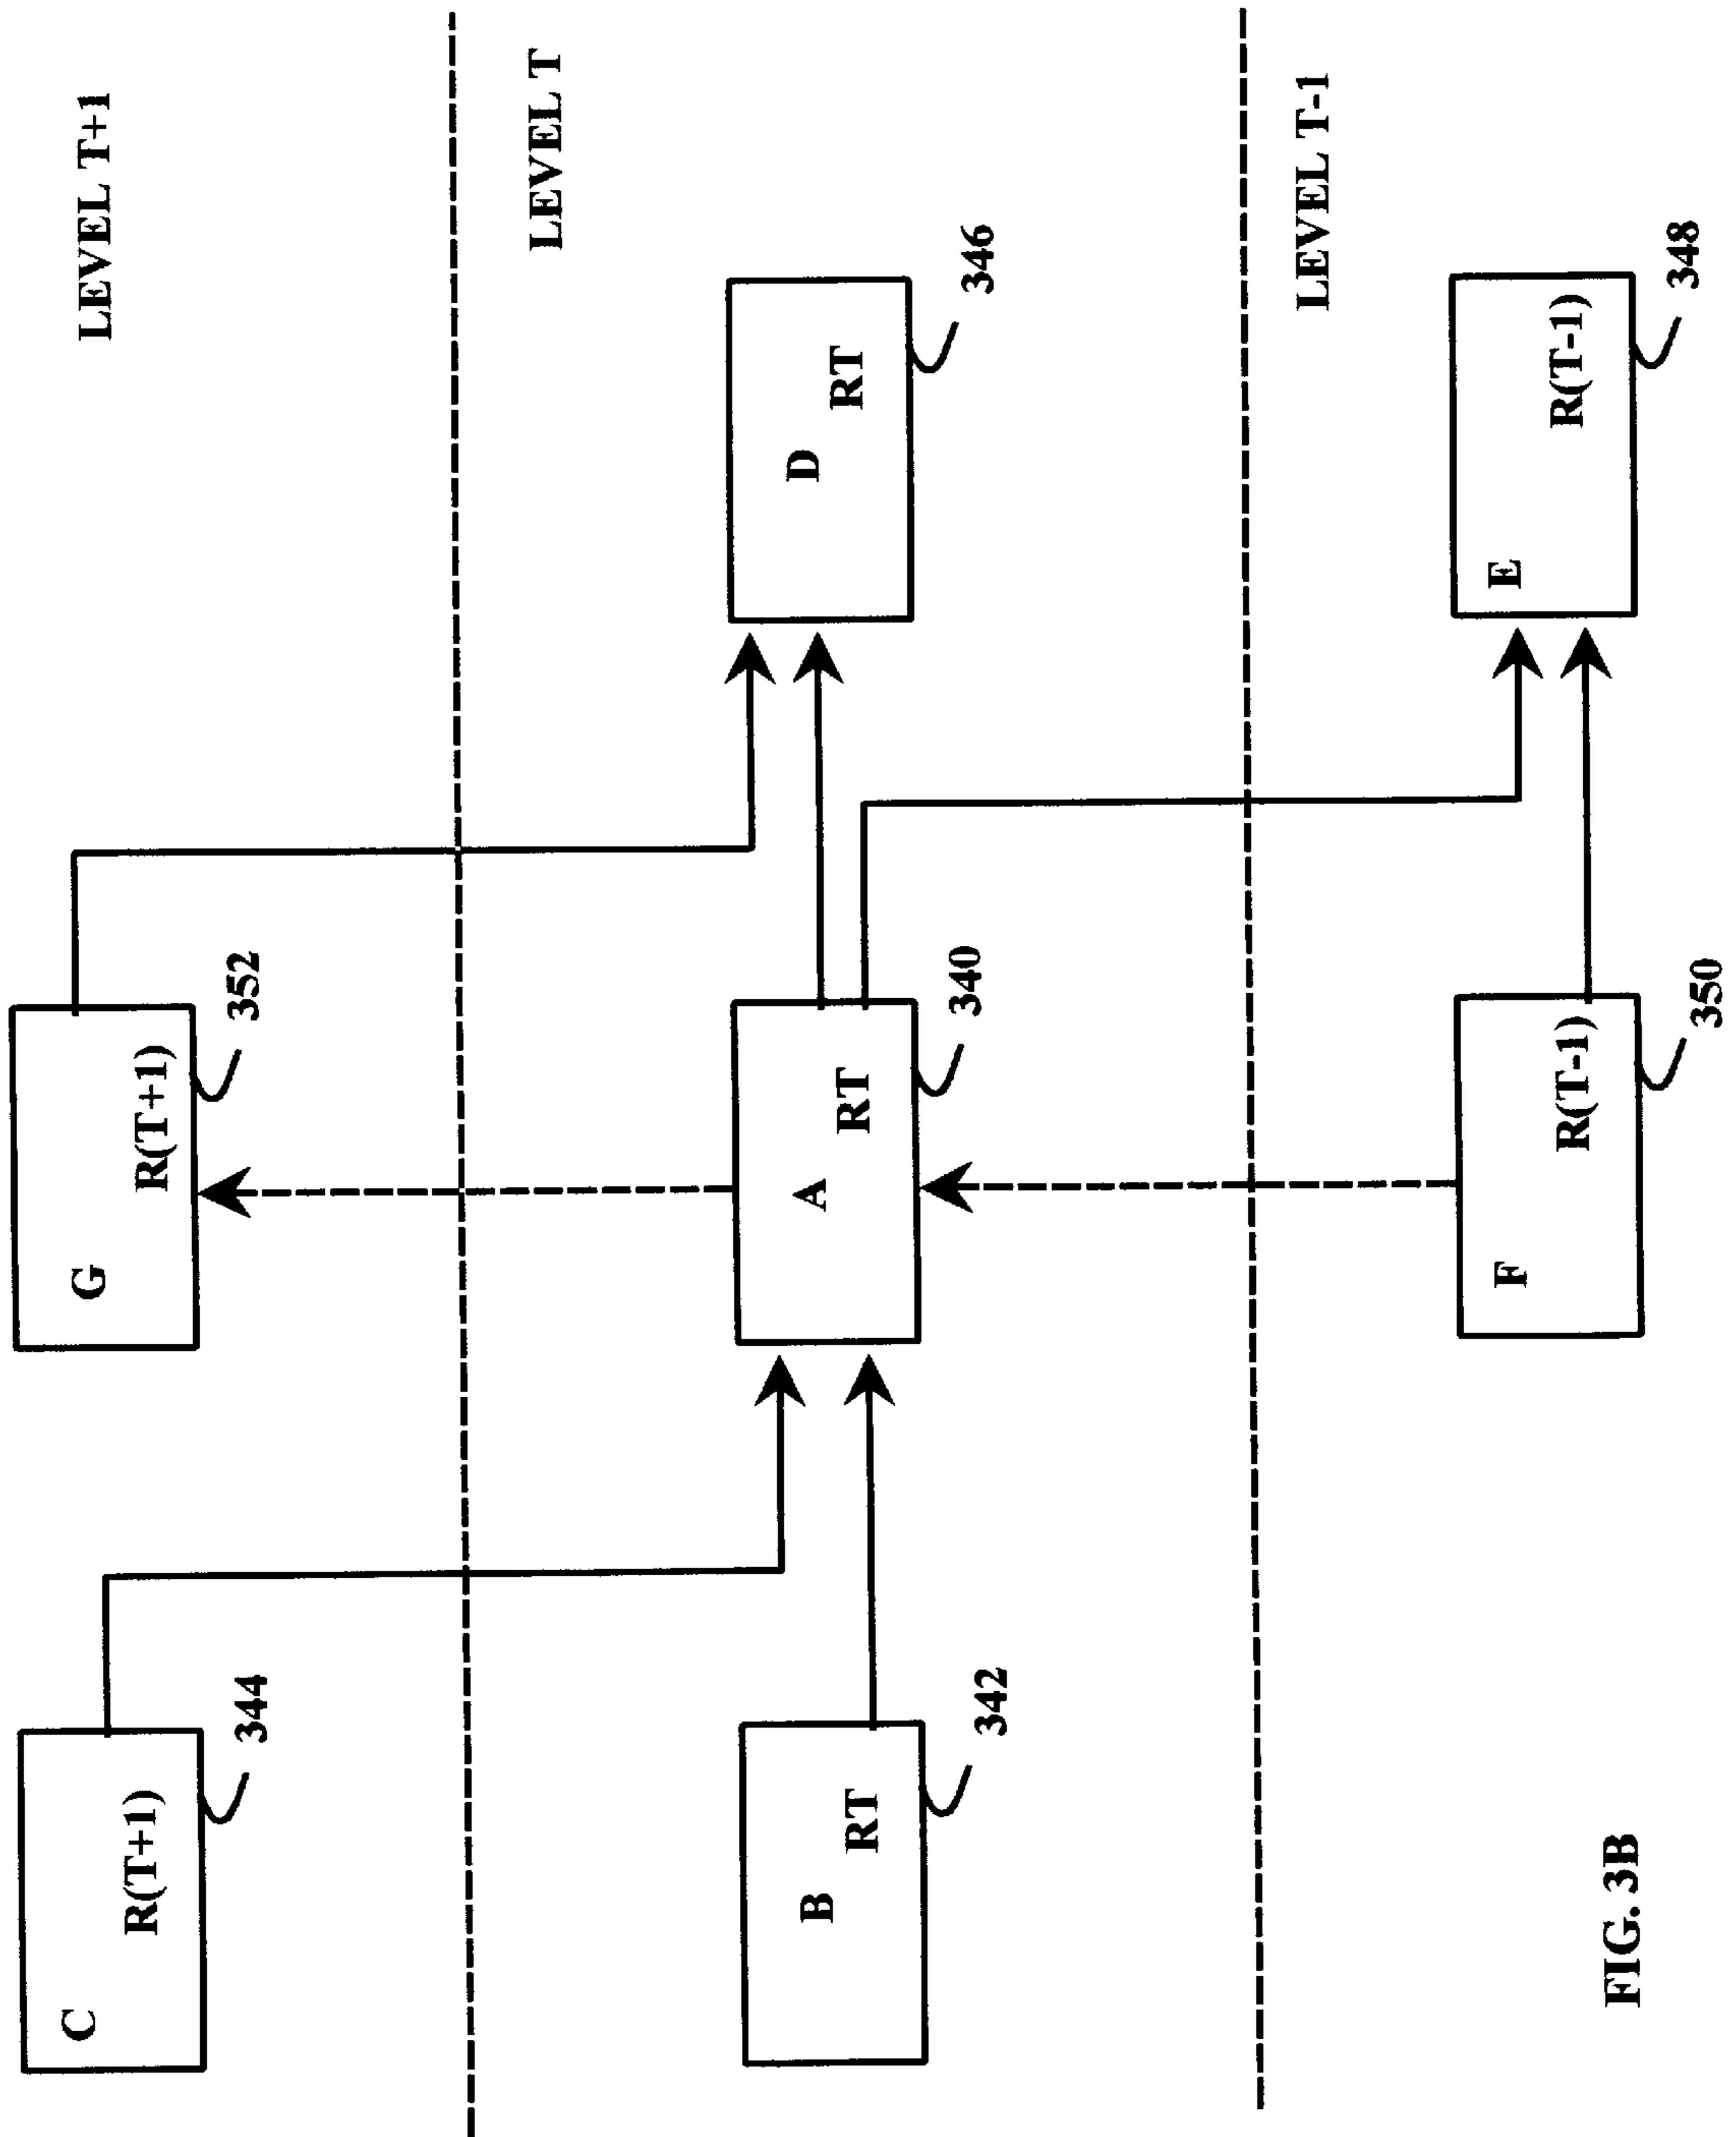 LEVEL T+1
C
R(T+1)
344
G
R(T+1)
352
LEVEL T
B
RT
342
A
RT
340
D
RT
346
LEVEL T-1
F
R(T-1)
350
E
R(T-1)
348
FIG. 3B